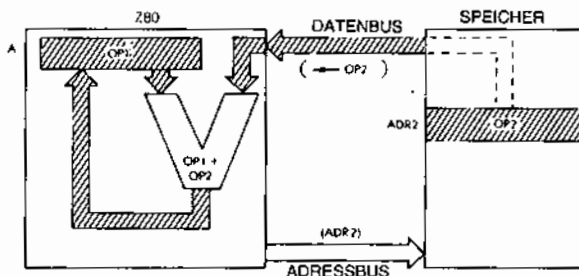 Z80
DATENBUS
SPEICHER
A
OP1
( OP2 )
ADR2
OP2
OP1 +
OP2
(ADR2)
ADRESSBUS